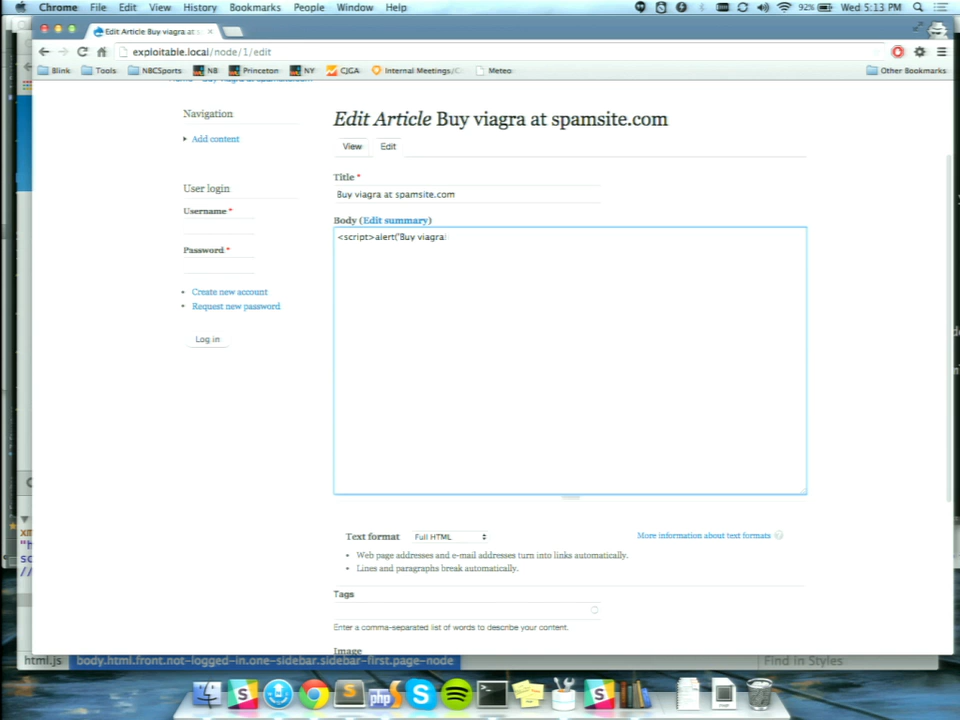 Chrome File Edit View History Bookmarks People Window Help 92% Wed 5:13 PM
Edit Article Buy viagra at s
exploitable.local/node/1/edit
Blink Tools NBCSports NB Princeton NY CJGA Internal Meetings/C Meteo Other Bookmarks
Navigation
Add content
User login
Username *
Password *
Create new account
Request new password
Log in
Edit Article Buy viagra at spamsite.com
View Edit
Title *
Buy viagra at spamsite.com
Body (Edit summary)
<script>alert('Buy viagra!
Text format Full HTML More information about text formats
Web page addresses and e-mail addresses turn into links automatically.
Lines and paragraphs break automatically.
Tags
Enter a comma-separated list of words to describe your content.
Image
html.js body.html.front.not-logged-in.one-sidebar.sidebar-first.page-node Find in Styles
php